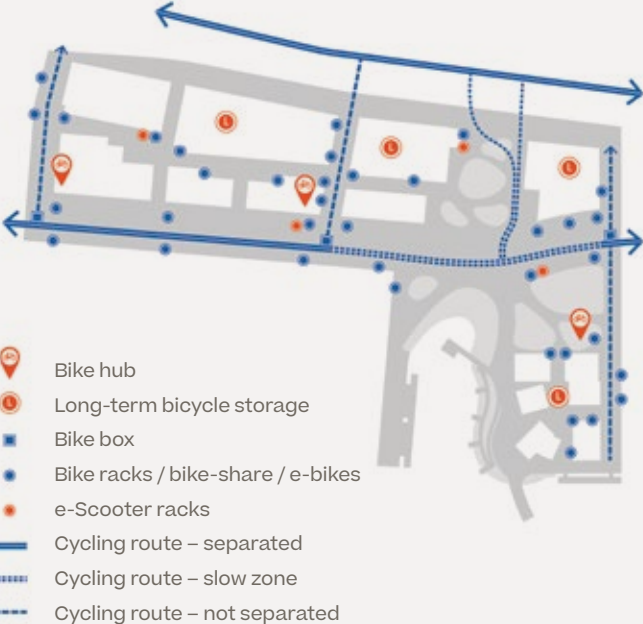 L
L
L
L
Bike hub
L Long-term bicycle storage
Bike box
Bike racks / bike-share / e-bikes
e-Scooter racks
Cycling route – separated
Cycling route – slow zone
Cycling route – not separated